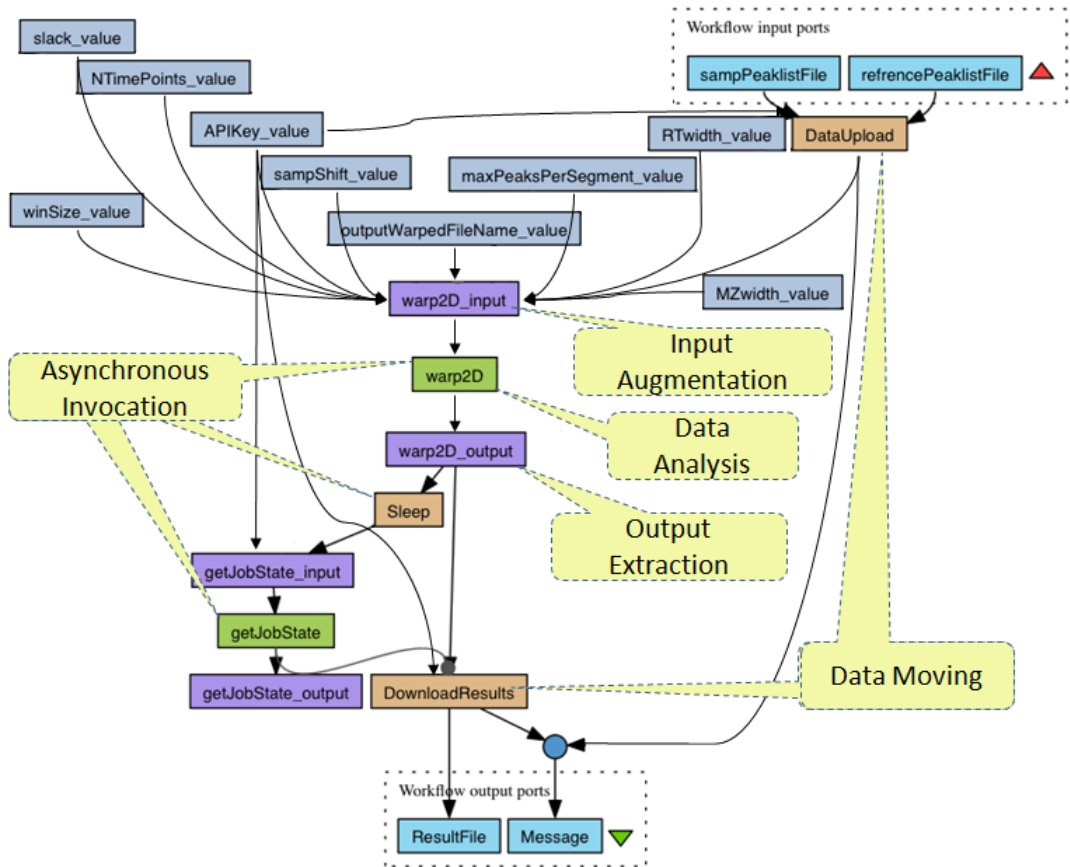 slack_value
Workflow input ports
NTimePoints_value
sampPeaklistFile
refrencePeaklistFile
APIKey_value
RTwidth_value
DataUpload
sampShift_value
maxPeaksPerSegment_value
winSize_value
outputWarpedFileName_value
warp2D_input
MZwidth_value
Input
Augmentation
Asynchronous
Invocation
warp2D
Data
Analysis
warp2D_output
Sleep
Output
Extraction
getJobState_input
getJobState
getJobState_output
DownloadResults
Data Moving
Workflow output ports
ResultFile
Message